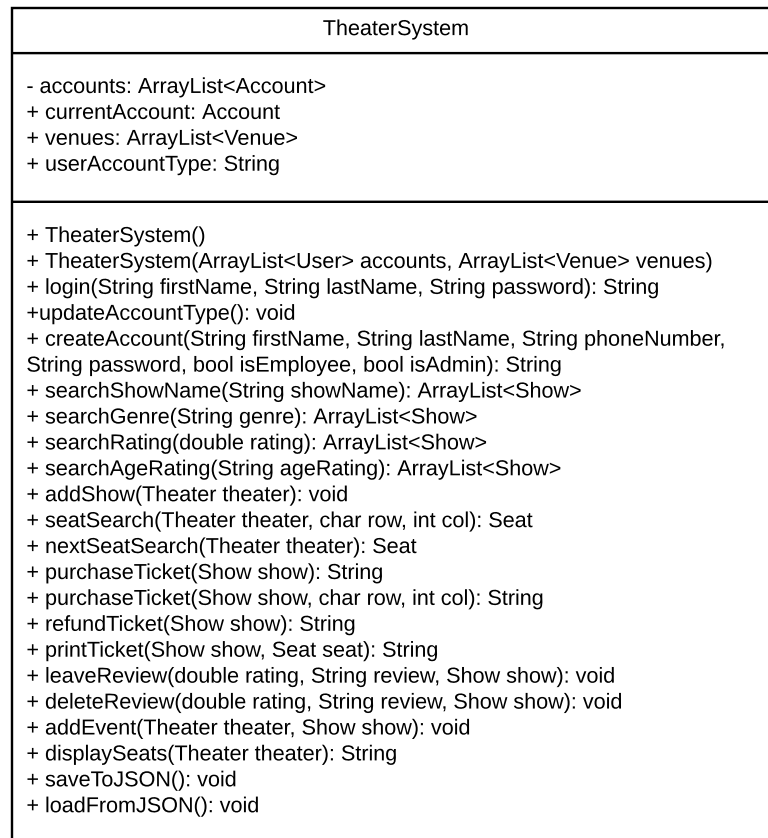 TheaterSystem
- accounts: ArrayList<Account>
+ currentAccount: Account
+ venues: ArrayList<Venue>
+ userAccountType: String
+ TheaterSystem()
+ TheaterSystem(ArrayList<User> accounts, ArrayList<Venue> venues)
+ login(String firstName, String lastName, String password): String
+updateAccountType(): void
+ createAccount(String firstName, String lastName, String phoneNumber,
String password, bool isEmployee, bool isAdmin): String
+ searchShowName(String showName): ArrayList<Show>
+ searchGenre(String genre): ArrayList<Show>
+ searchRating(double rating): ArrayList<Show>
+ searchAgeRating(String ageRating): ArrayList<Show>
+ addShow(Theater theater): void
+ seatSearch(Theater theater, char row, int col): Seat
+ nextSeatSearch(Theater theater): Seat
+ purchaseTicket(Show show): String
+ purchaseTicket(Show show, char row, int col): String
+ refundTicket(Show show): String
+ printTicket(Show show, Seat seat): String
+ leaveReview(double rating, String review, Show show): void
+ deleteReview(double rating, String review, Show show): void
+ addEvent(Theater theater, Show show): void
+ displaySeats(Theater theater): String
+ saveToJSON(): void
+ loadFromJSON(): void